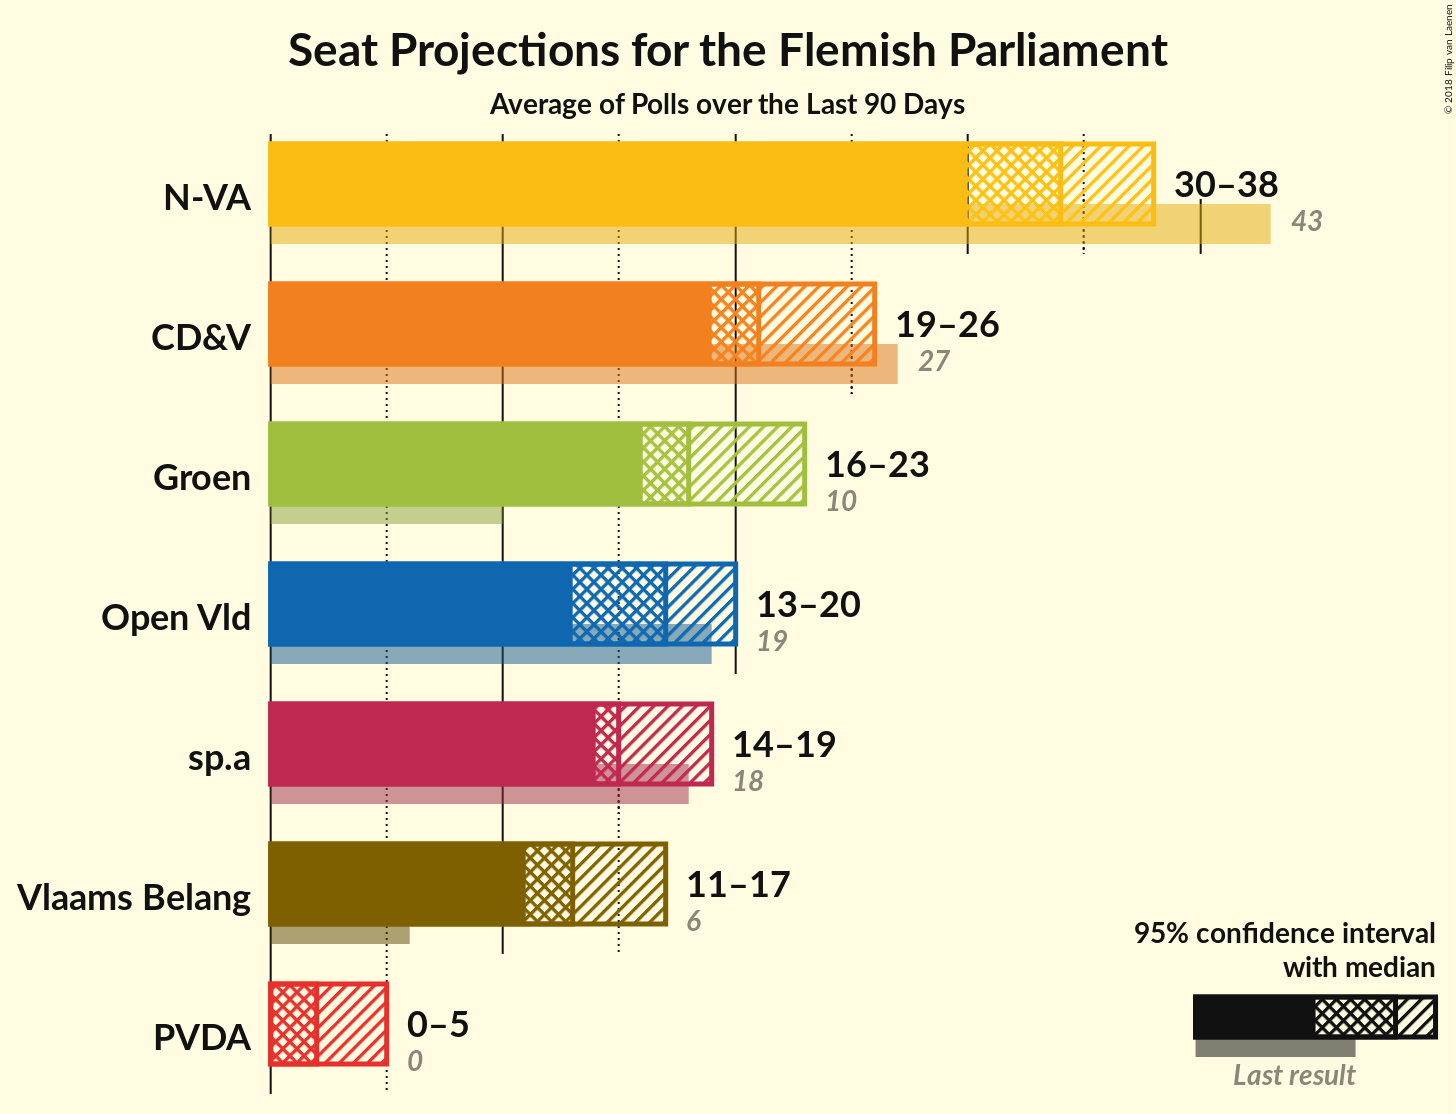 Seat Projections for the Flemish Parliament
Average of Polls over the Last 90 Days
© 2018 Filip van Laenen
N-VA
30–38
43
CD&V
19–26
27
Groen
16–23
10
Open Vld
13–20
19
sp.a
14–19
18
Vlaams Belang
11–17
6
PVDA
0–5
0
95% confidence interval
with median
Last result